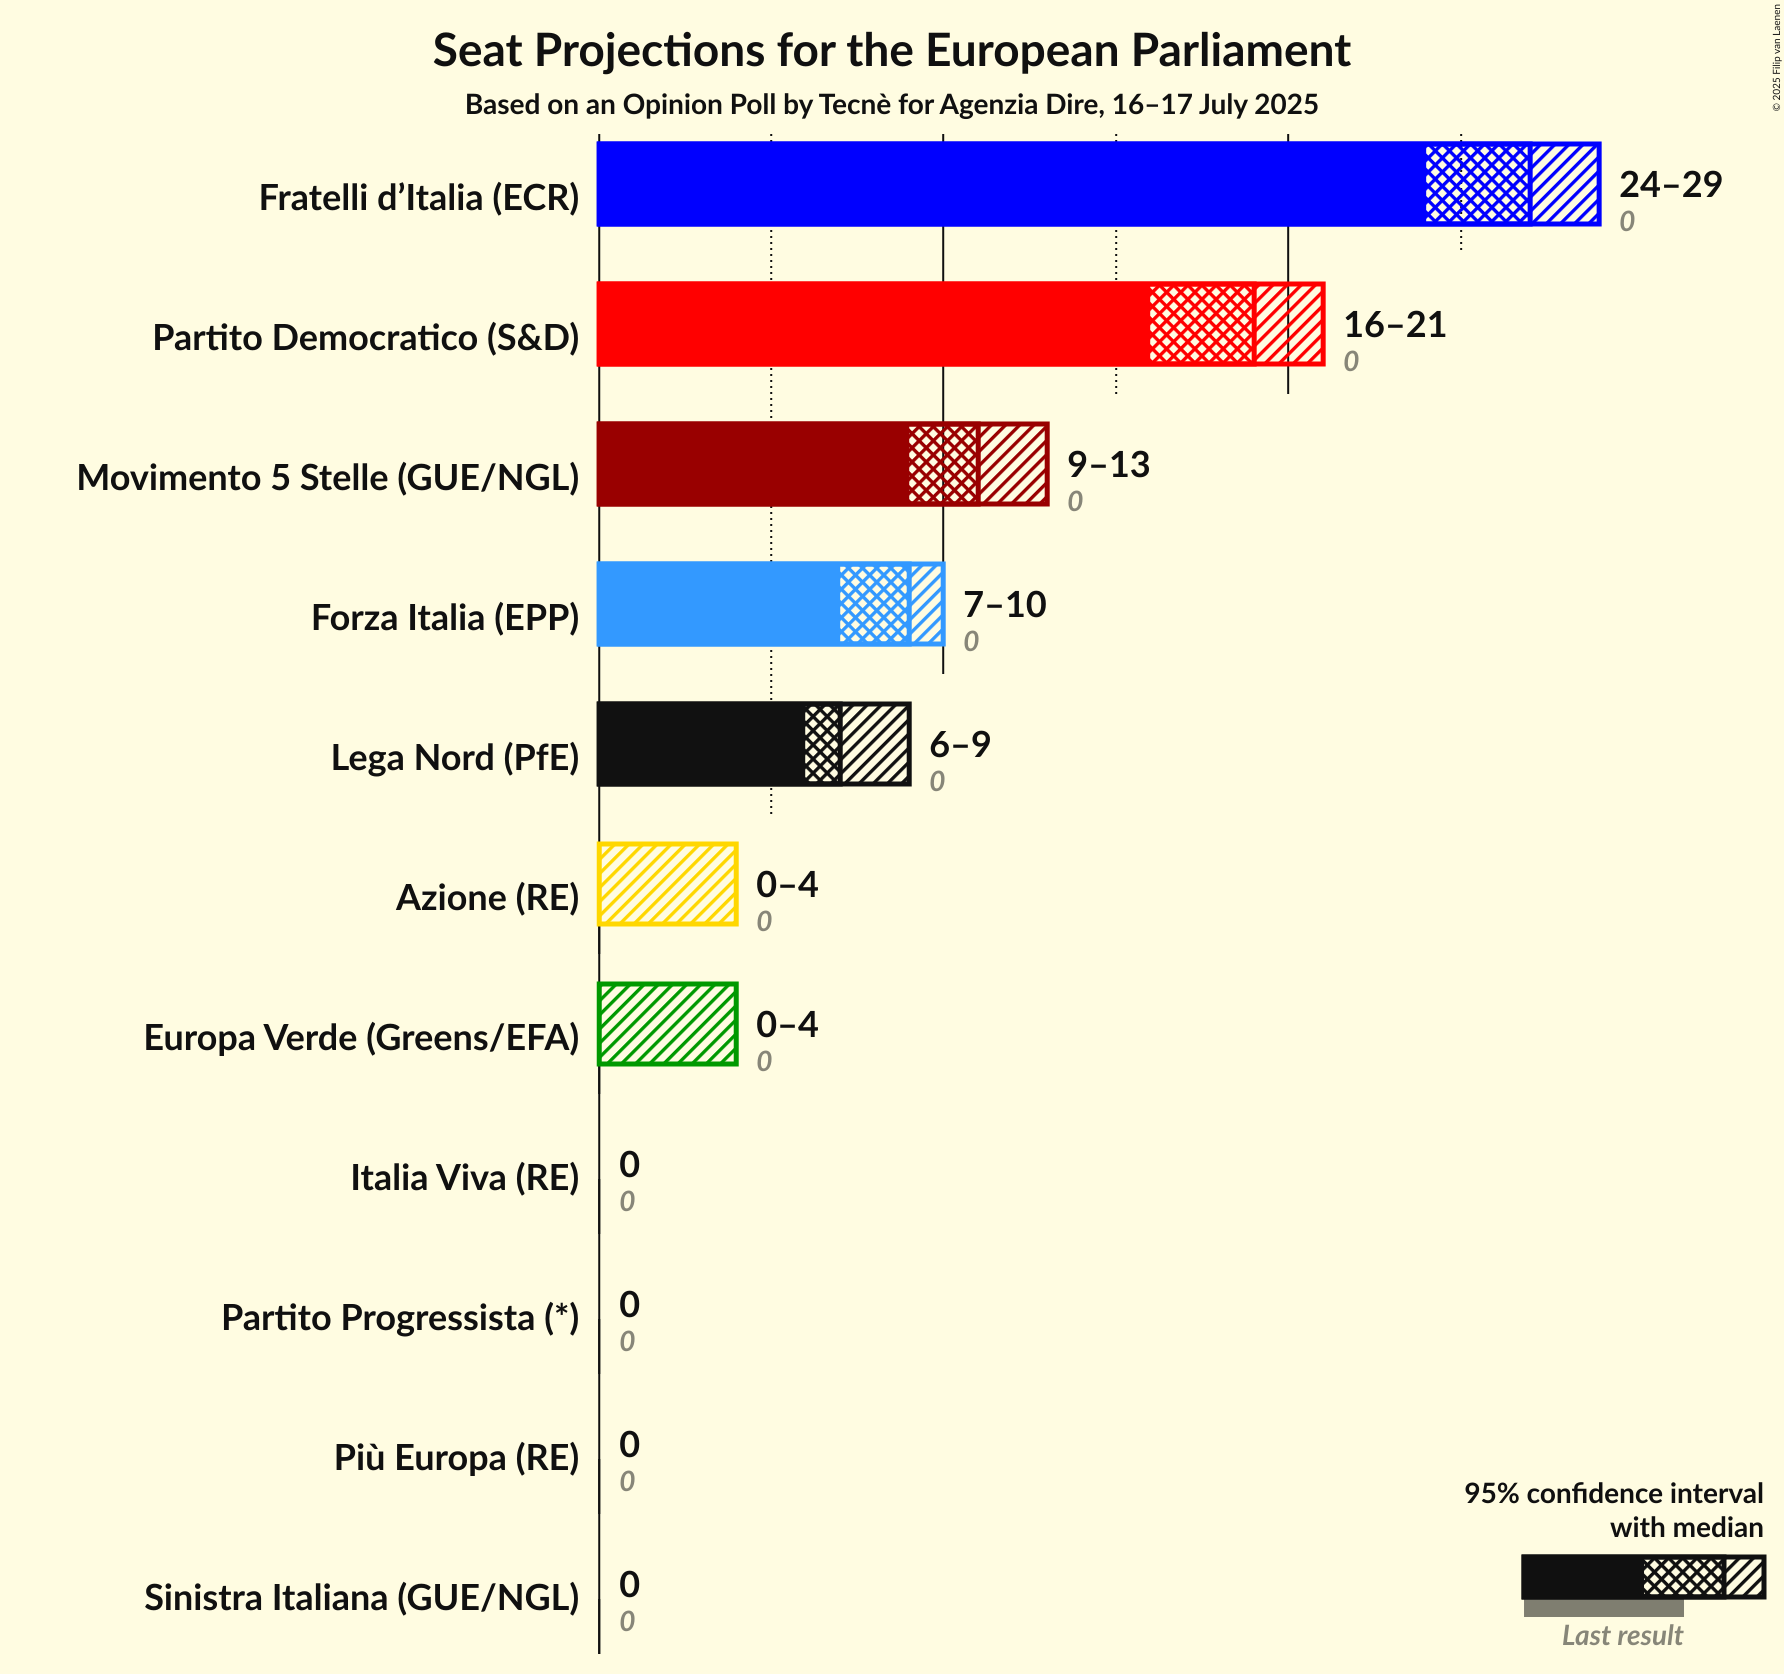 Seat Projections for the European Parliament
Based on an Opinion Poll by Tecnè for Agenzia Dire, 16–17 July 2025
© 2025 Filip van Laenen
Fratelli d’Italia (ECR)
24–29
0
Partito Democratico (S&D)
16–21
0
Movimento 5 Stelle (GUE/NGL)
9–13
0
Forza Italia (EPP)
7–10
0
Lega Nord (PfE)
6–9
0
Azione (RE)
0–4
0
Europa Verde (Greens/EFA)
0–4
0
Italia Viva (RE)
0
0
Partito Progressista (*)
0
0
Più Europa (RE)
0
0
Sinistra Italiana (GUE/NGL)
0
0
95% confidence interval
with median
Last result